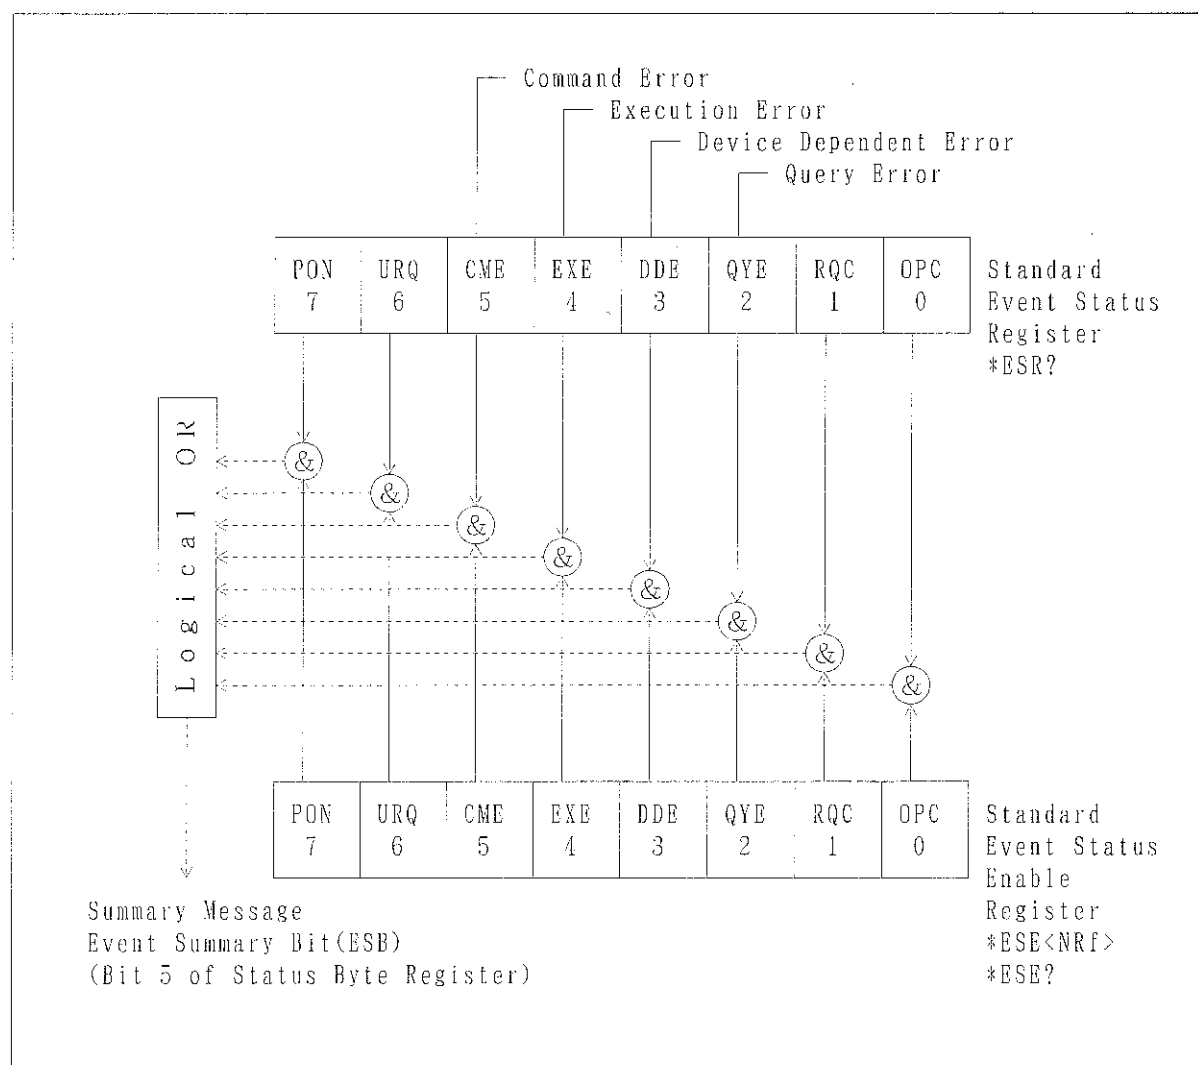 Command Error
Execution Error
Device Dependent Error
Query Error
PON URQ CME EXE DDE QYE RQC OPC
7 6 5 4 3 2 1 0
Standard
Event Status
Register
*ESR?
Logical OR
&
&
&
&
&
&
&
&
PON URQ CME EXE DDE QYE RQC OPC
7 6 5 4 3 2 1 0
Standard
Event Status
Enable
Register
*ESE<NRf>
*ESE?
Summary Message
Event Summary Bit(ESB)
(Bit 5 of Status Byte Register)